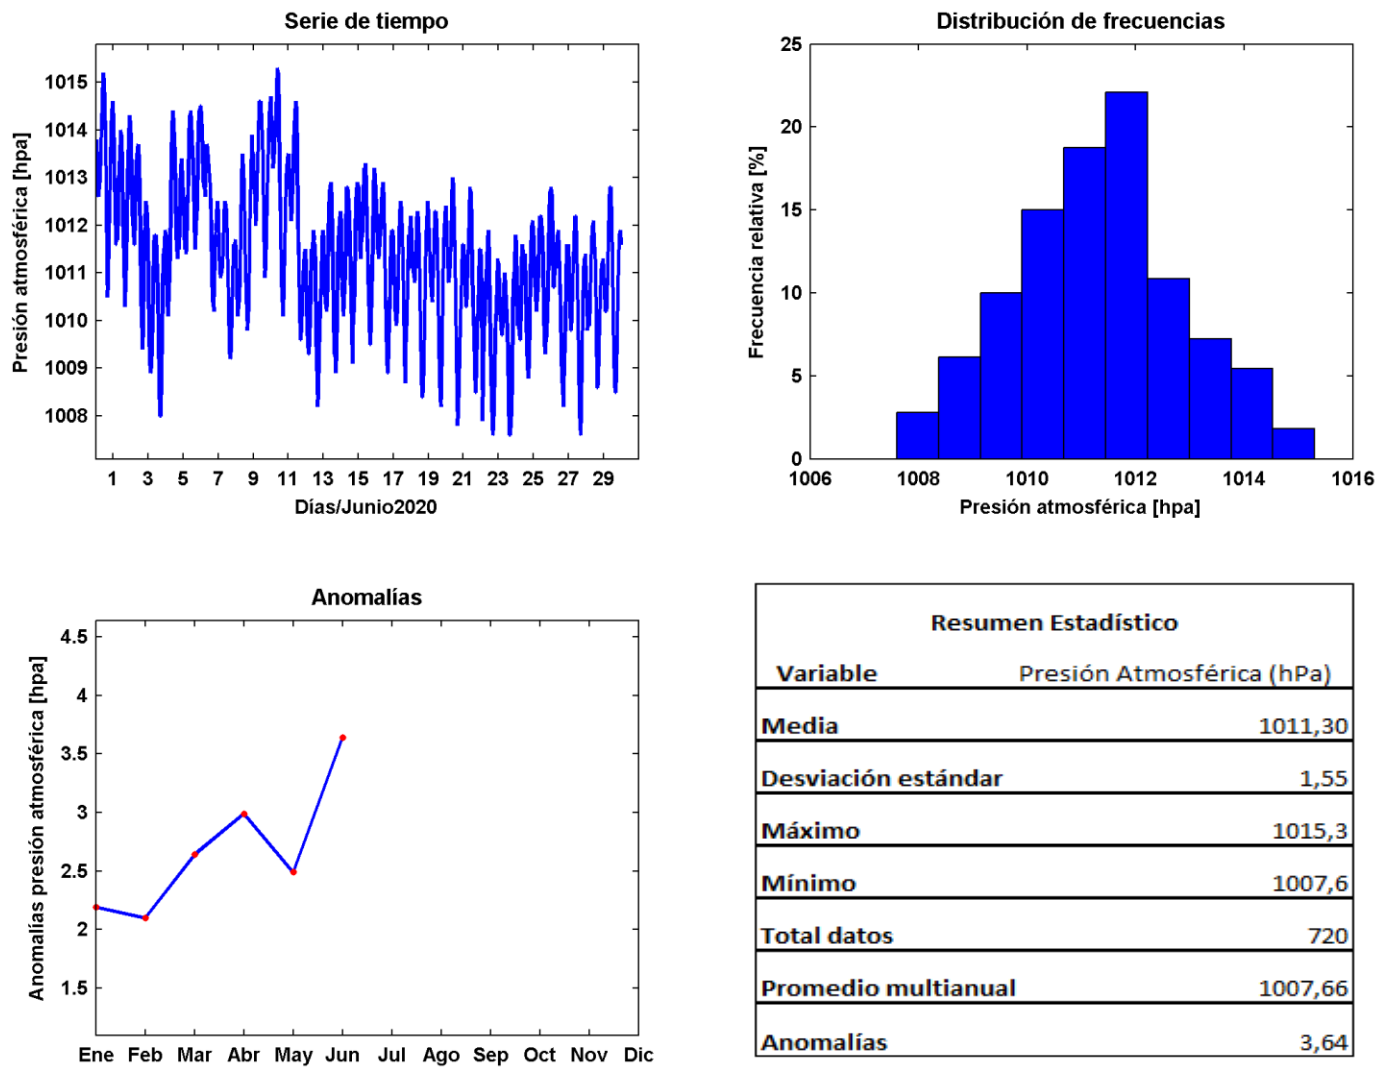 Serie de tiempo
Presión atmosférica [hpa]
1015
1014
1013
1012
1011
1010
1009
1008
1 3 5 7 9 11 13 15 17 19 21 23 25 27 29
Días/Junio2020
Distribución de frecuencias
Frecuencia relativa [%]
25
20
15
10
5
0
1006 1008 1010 1012 1014 1016
Presión atmosférica [hpa]
Anomalías
Anomalías presión atmosférica [hpa]
4.5
4
3.5
3
2.5
2
1.5
Ene Feb Mar Abr May Jun Jul Ago Sep Oct Nov Dic
Resumen Estadístico
Variable Presión Atmosférica (hPa)
Media 1011,30
Desviación estándar 1,55
Máximo 1015,3
Mínimo 1007,6
Total datos 720
Promedio multianual 1007,66
Anomalías 3,64